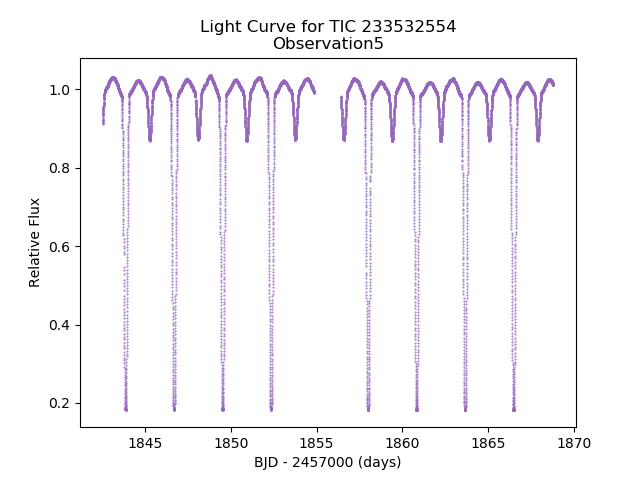 Light Curve for TIC 233532554
Observation5
Relative Flux
1.0
0.8
0.6
0.4
0.2
1845 1850 1855 1860 1865 1870
BJD - 2457000 (days)